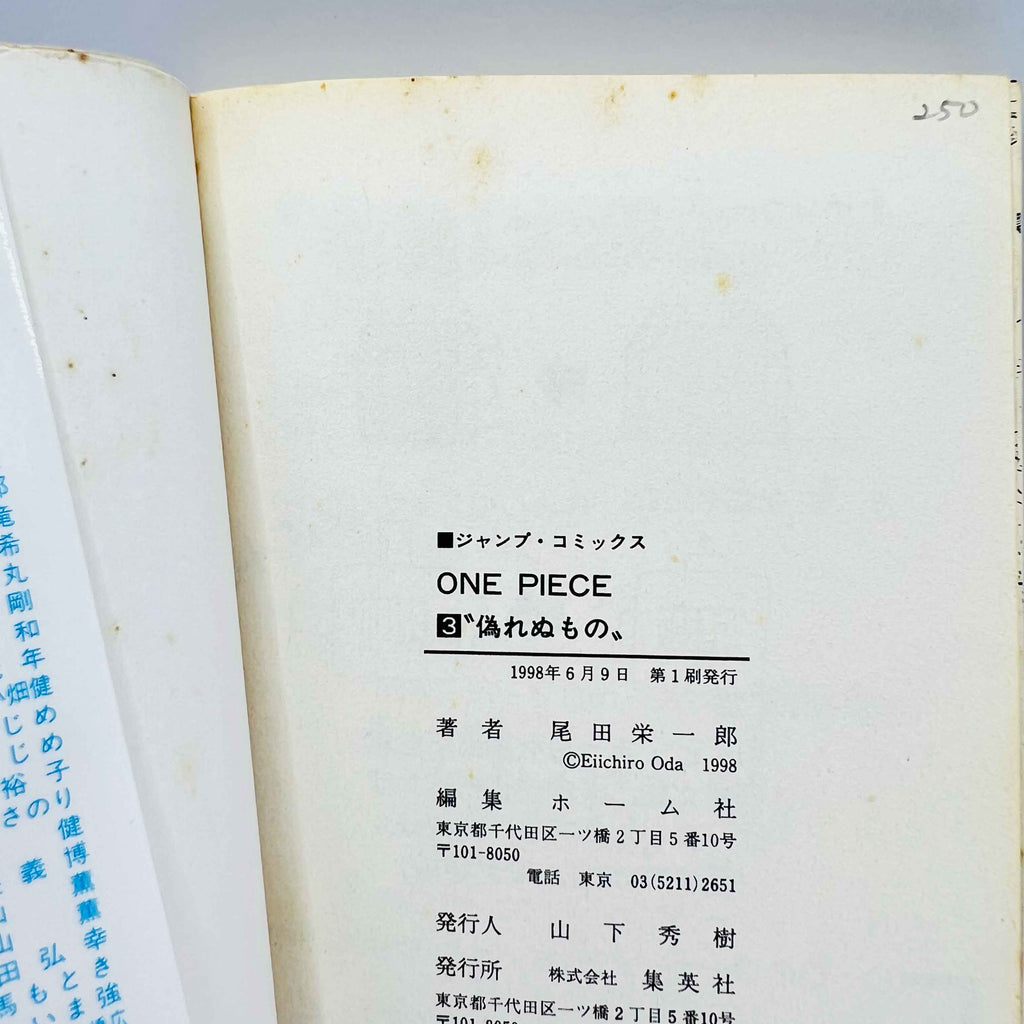 250
■ジャンプ・コミックス
ONE PIECE
3〝偽れぬもの〟
1998年6月9日 第1刷発行
著者 尾田栄一郎
©Eiichiro Oda 1998
編集 ホーム社
東京都千代田区一ツ橋2丁目5番10号
〒101-8050
電話 東京 03(5211)2651
発行人 山下秀樹
発行所 株式会社 集英社
東京都千代田区一ツ橋2丁目5番10号